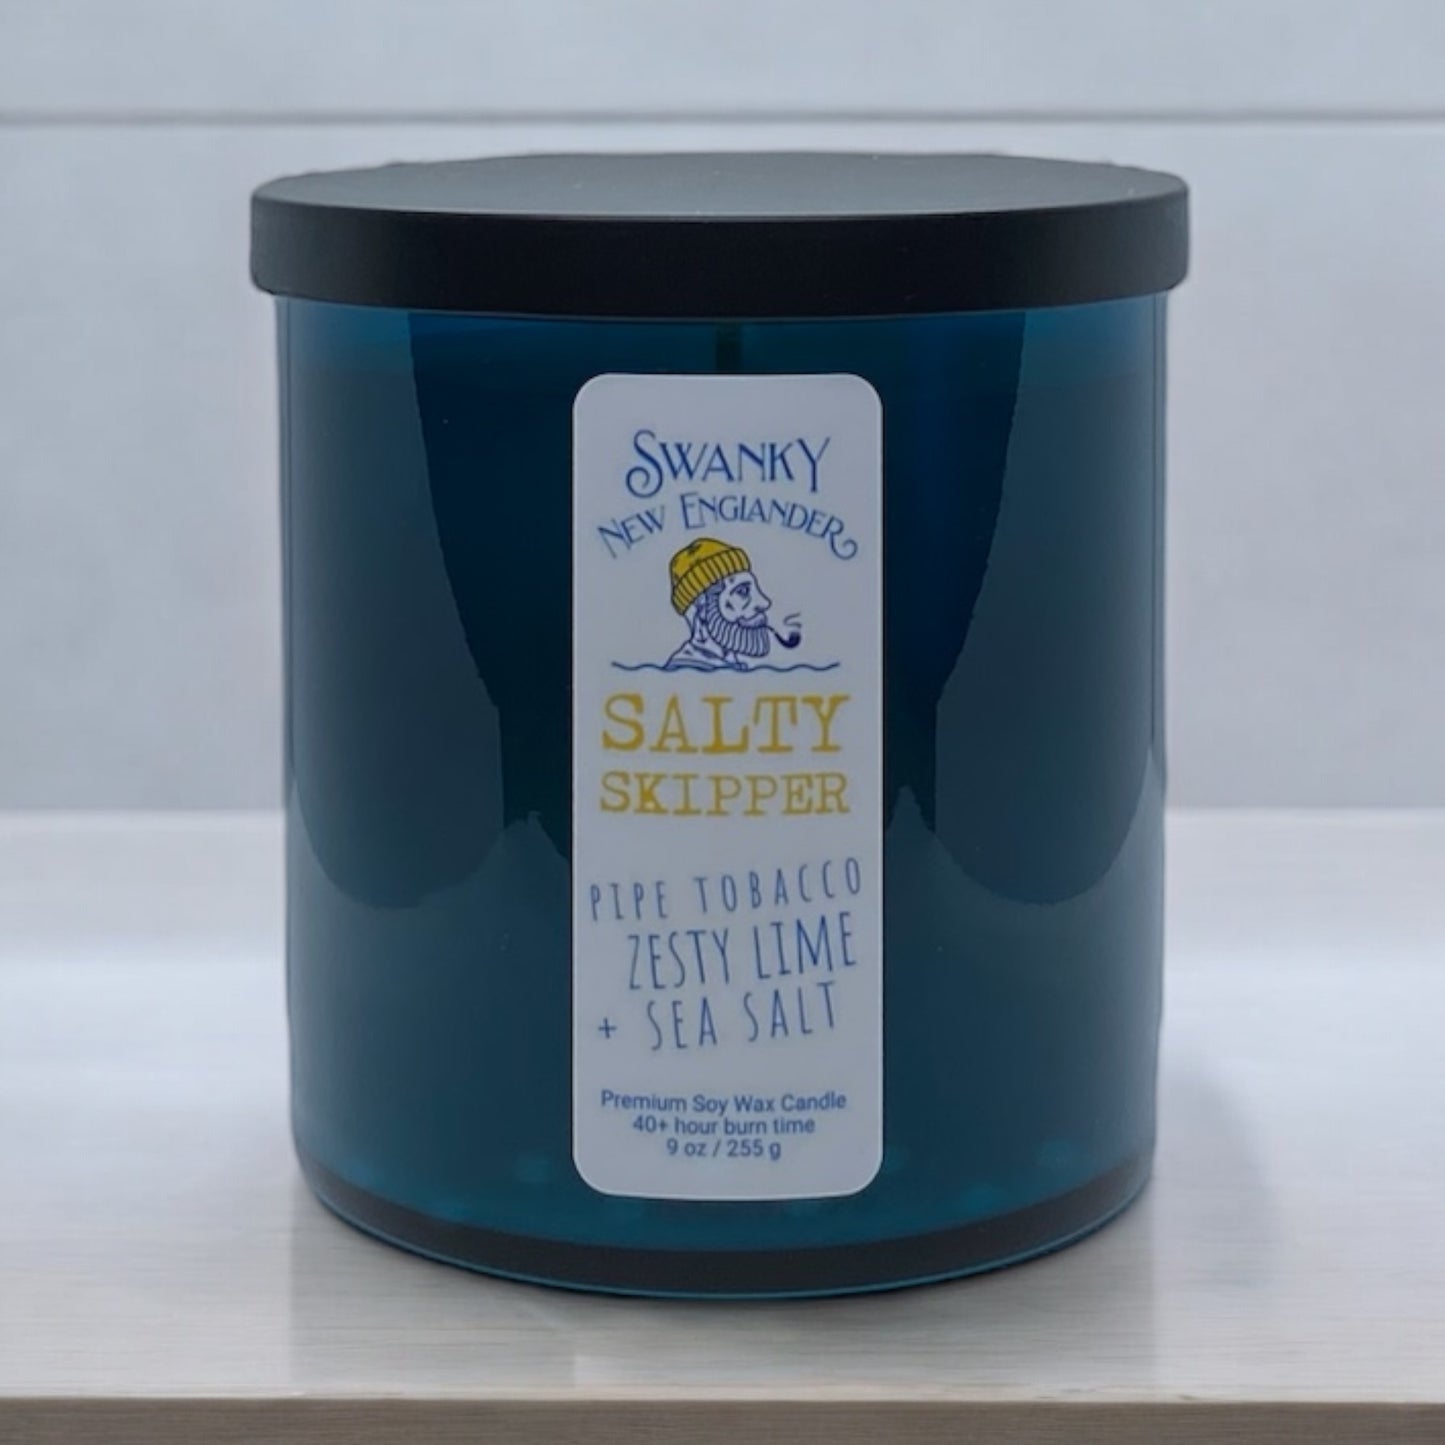 SWANKY
NEW ENGLANDER
SALTY
SKIPPER
PIPE TOBACCO
ZESTY LIME
+ SEA SALT
Premium Soy Wax Candle
40+ hour burn time
9 oz / 255 g